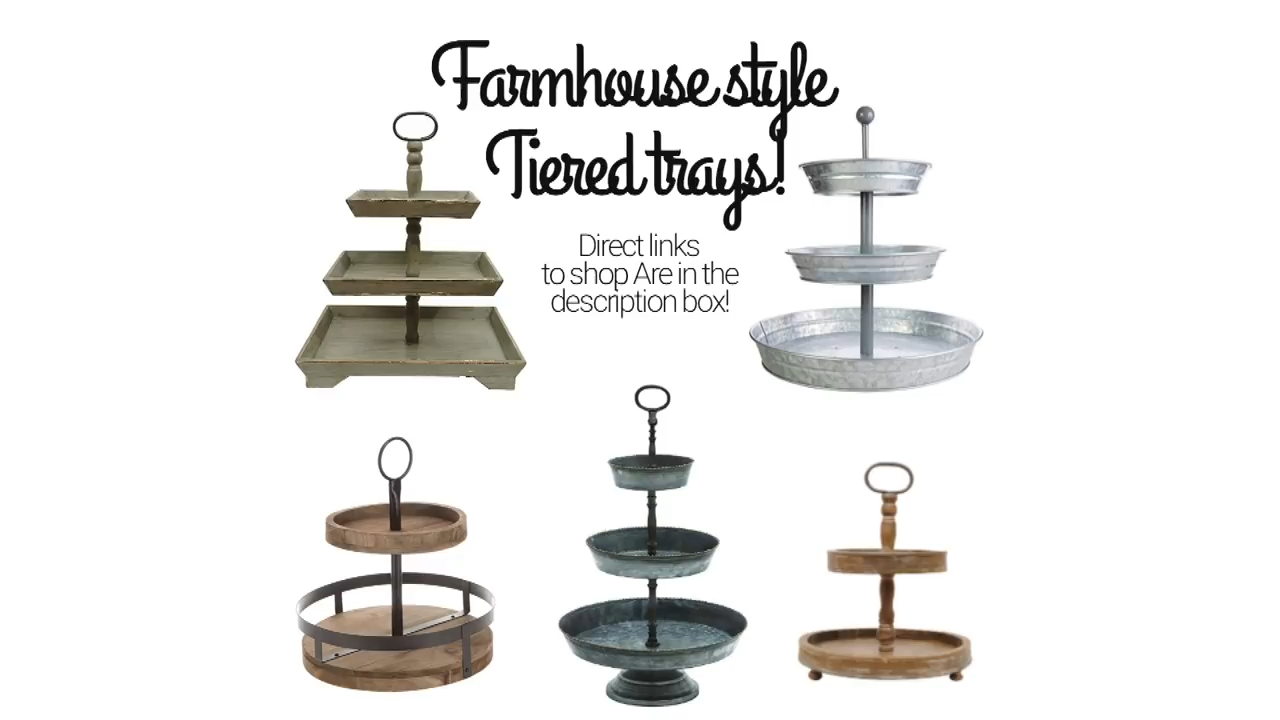 Farmhouse style
Tiered trays!
Direct links
to shop Are in the
description box!